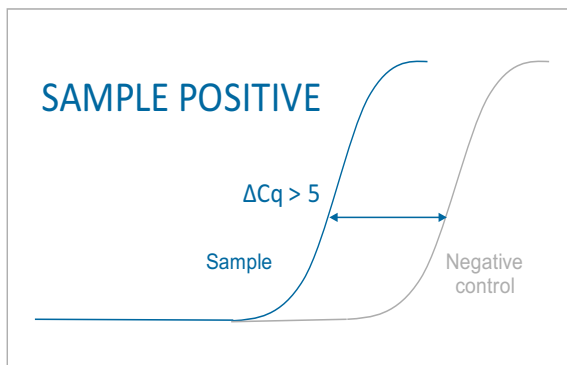 SAMPLE POSITIVE
ΔCq > 5
Sample
Negative
control